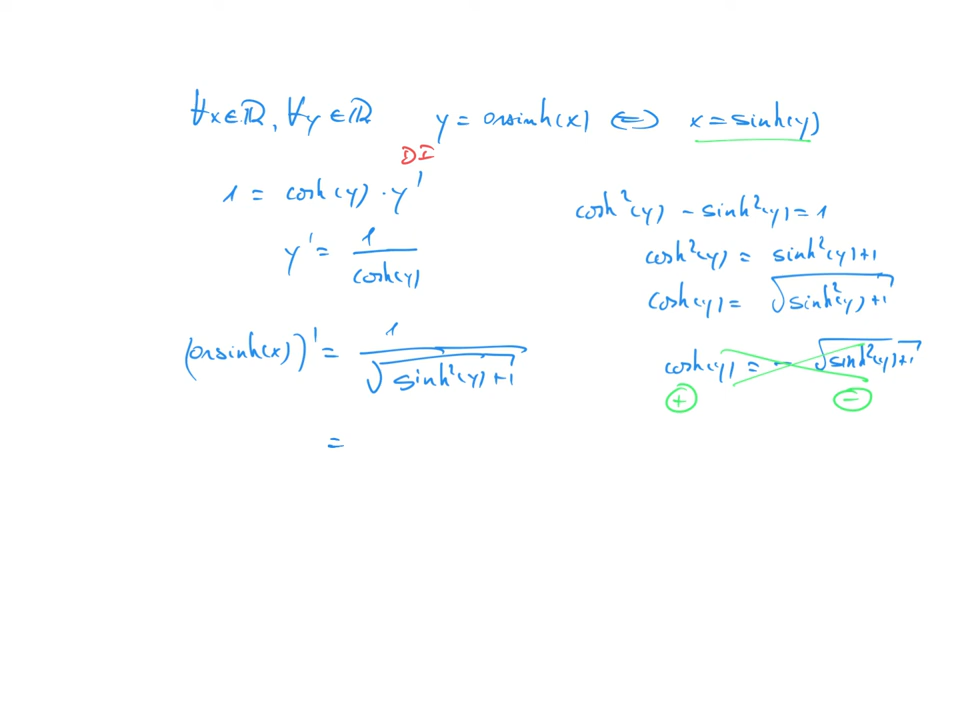 ∀x∈ℝ, ∀y∈ℝ y = arsinh(x) ⇔ x = sinh(y)
DI
1 = cosh(y) · y'
y' = 1/cosh(y)
(arsinh(x))' = 1/√(sinh²(y)+1)
=
cosh²(y) - sinh²(y) = 1
cosh²(y) = sinh²(y)+1
cosh(y) = √(sinh²(y)+1)
cosh(y) = - √(sinh²(y)+1)
+ −